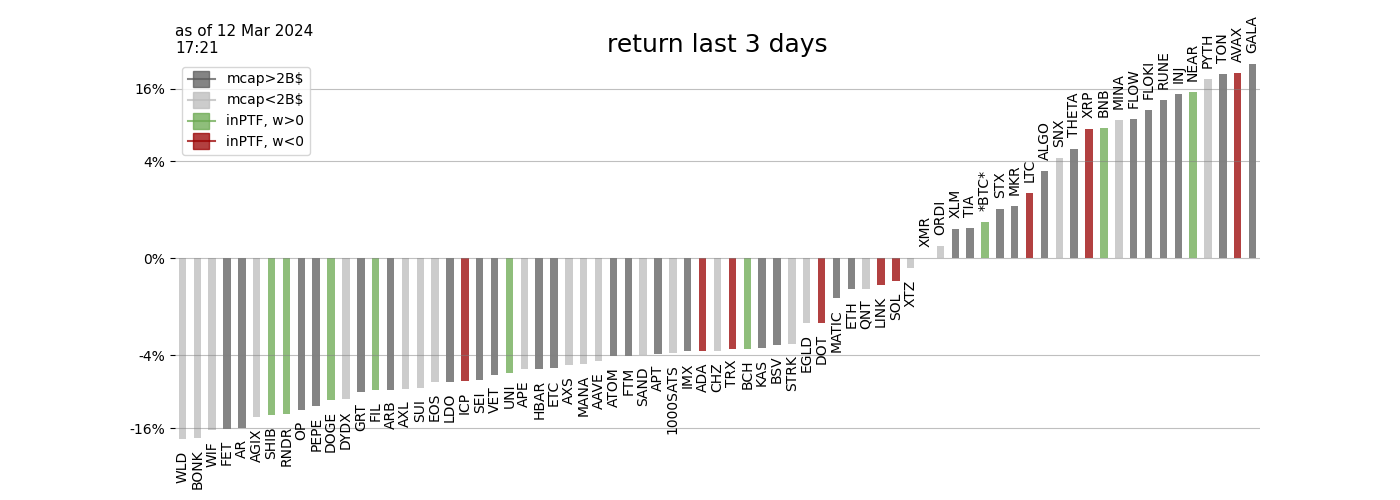 as of 12 Mar 2024
17:21
return last 3 days
mcap>2B$
mcap<2B$
inPTF, w>0
inPTF, w<0
16%
4%
0%
-4%
-16%
WLD
BONK
WIF
FET
AR
AGIX
SHIB
RNDR
OP
PEPE
DOGE
DYDX
GRT
FIL
ARB
AXL
SUI
EOS
LDO
ICP
SEI
VET
UNI
APE
HBAR
ETC
AXS
MANA
AAVE
ATOM
FTM
SAND
APT
1000SATS
IMX
ADA
CHZ
TRX
BCH
KAS
BSV
STRK
EGLD
DOT
MATIC
ETH
QNT
LINK
SOL
XTZ
XMR
ORDI
XLM
TIA
*BTC*
STX
MKR
LTC
ALGO
SNX
THETA
XRP
BNB
MINA
FLOW
FLOKI
RUNE
INJ
NEAR
PYTH
TON
AVAX
GALA